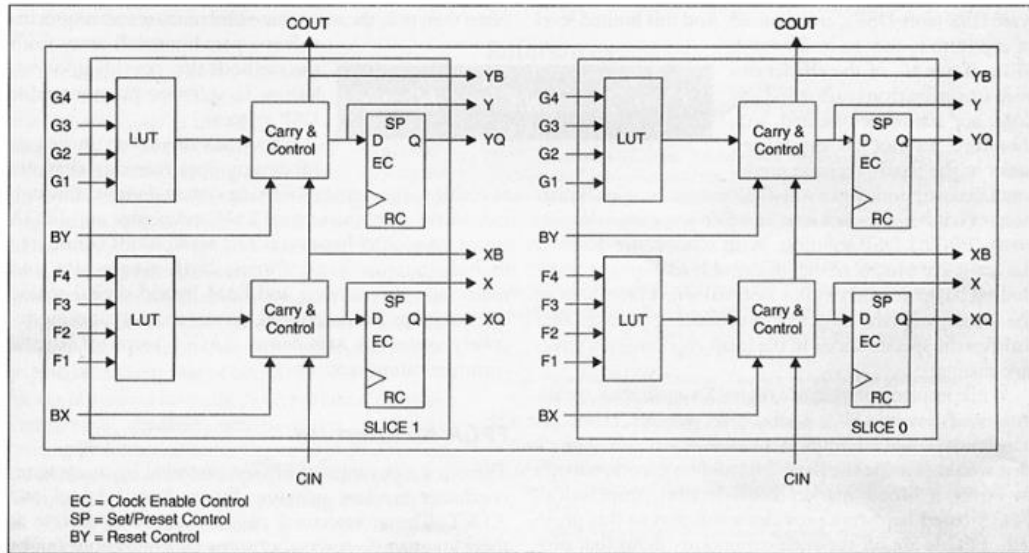 COUT
YB
Y
YQ
G4
G3
G2
G1
LUT
Carry &
Control
SP
D Q
EC
RC
BY
XB
X
XQ
F4
F3
F2
F1
LUT
Carry &
Control
SP
D Q
EC
RC
BX
SLICE 1
CIN
COUT
YB
Y
YQ
G4
G3
G2
G1
LUT
Carry &
Control
SP
D Q
EC
RC
BY
XB
X
XQ
F4
F3
F2
F1
LUT
Carry &
Control
SP
D Q
EC
RC
BX
SLICE 0
CIN
EC = Clock Enable Control
SP = Set/Preset Control
BY = Reset Control